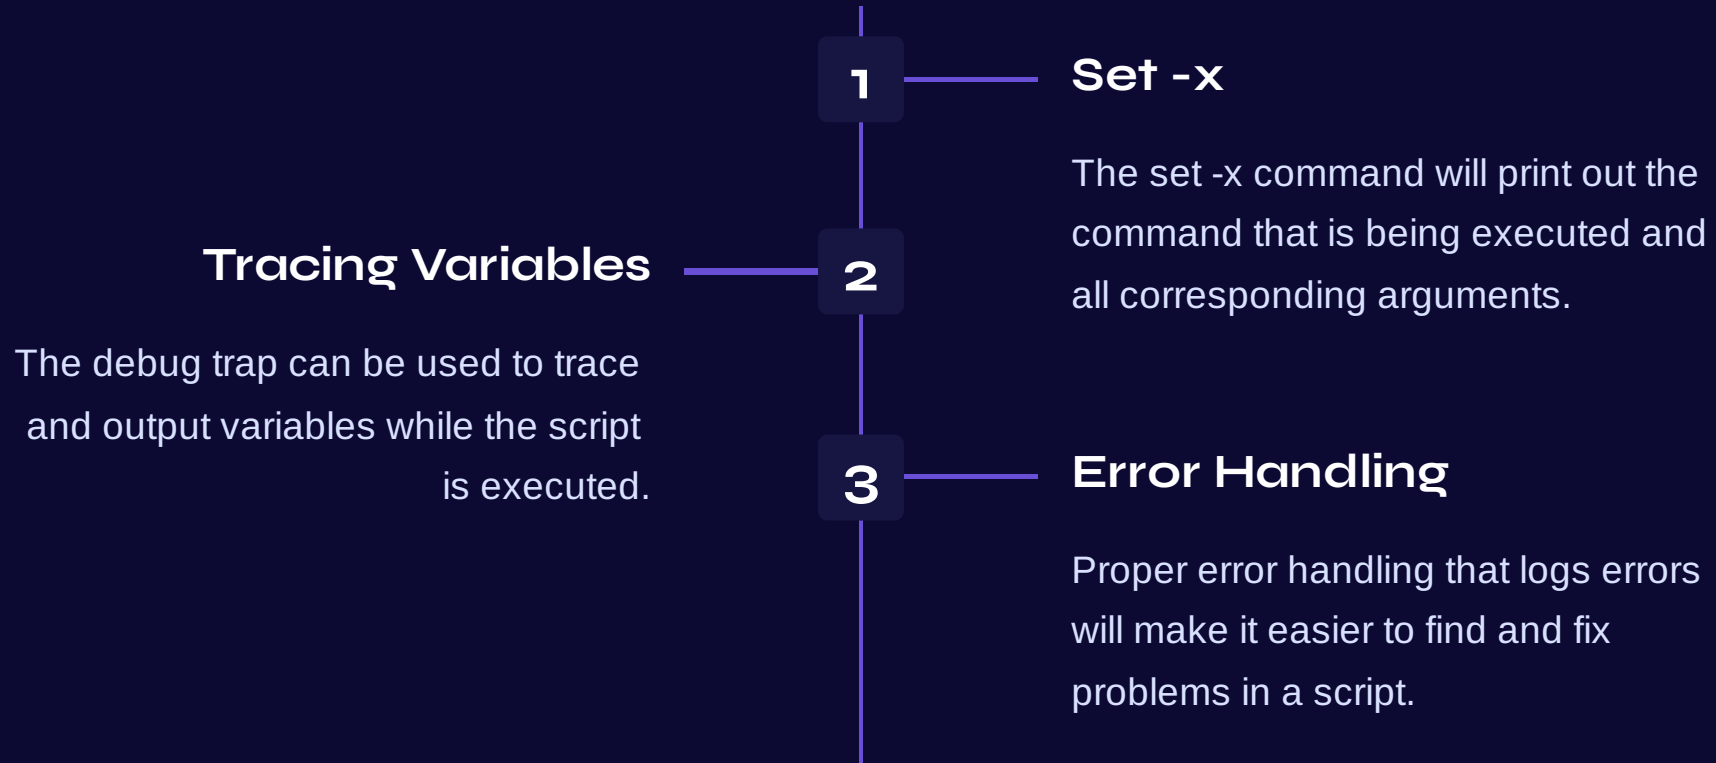 1
Set -x
The set -x command will print out the
command that is being executed and
all corresponding arguments.
2
Tracing Variables
The debug trap can be used to trace
and output variables while the script
is executed.
3
Error Handling
Proper error handling that logs errors
will make it easier to find and fix
problems in a script.